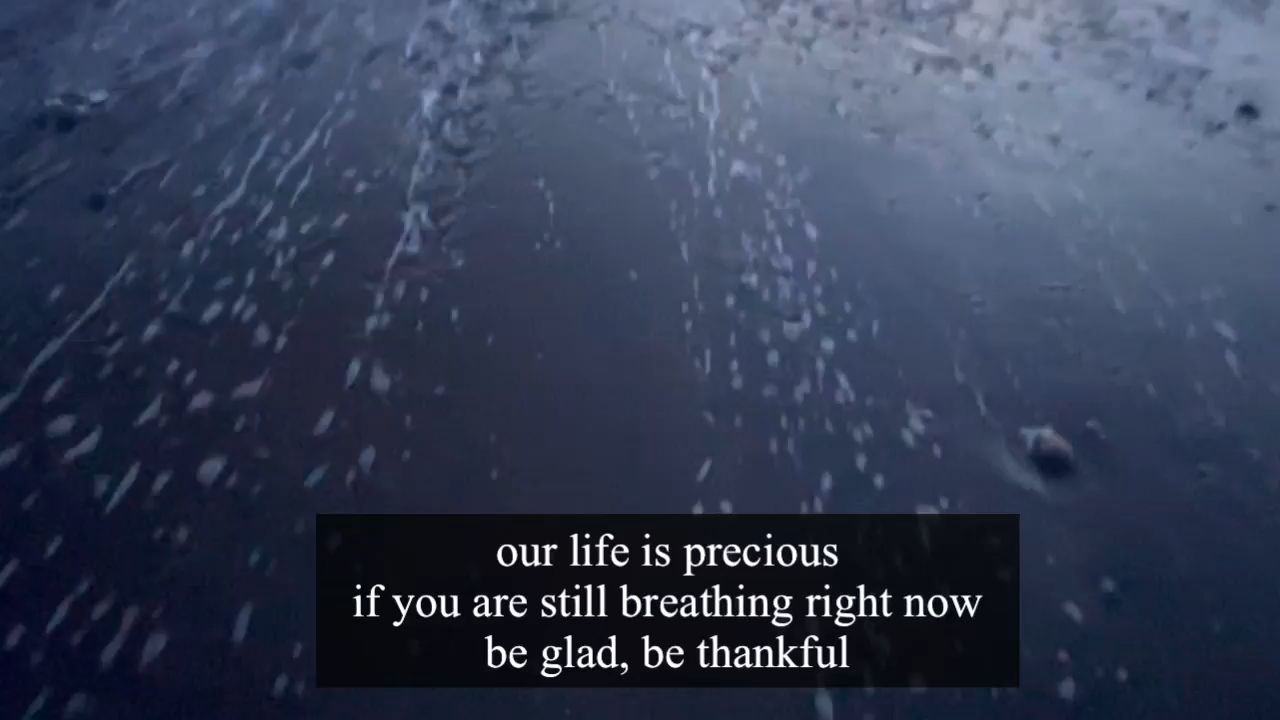 our life is precious
if you are still breathing right now
be glad, be thankful